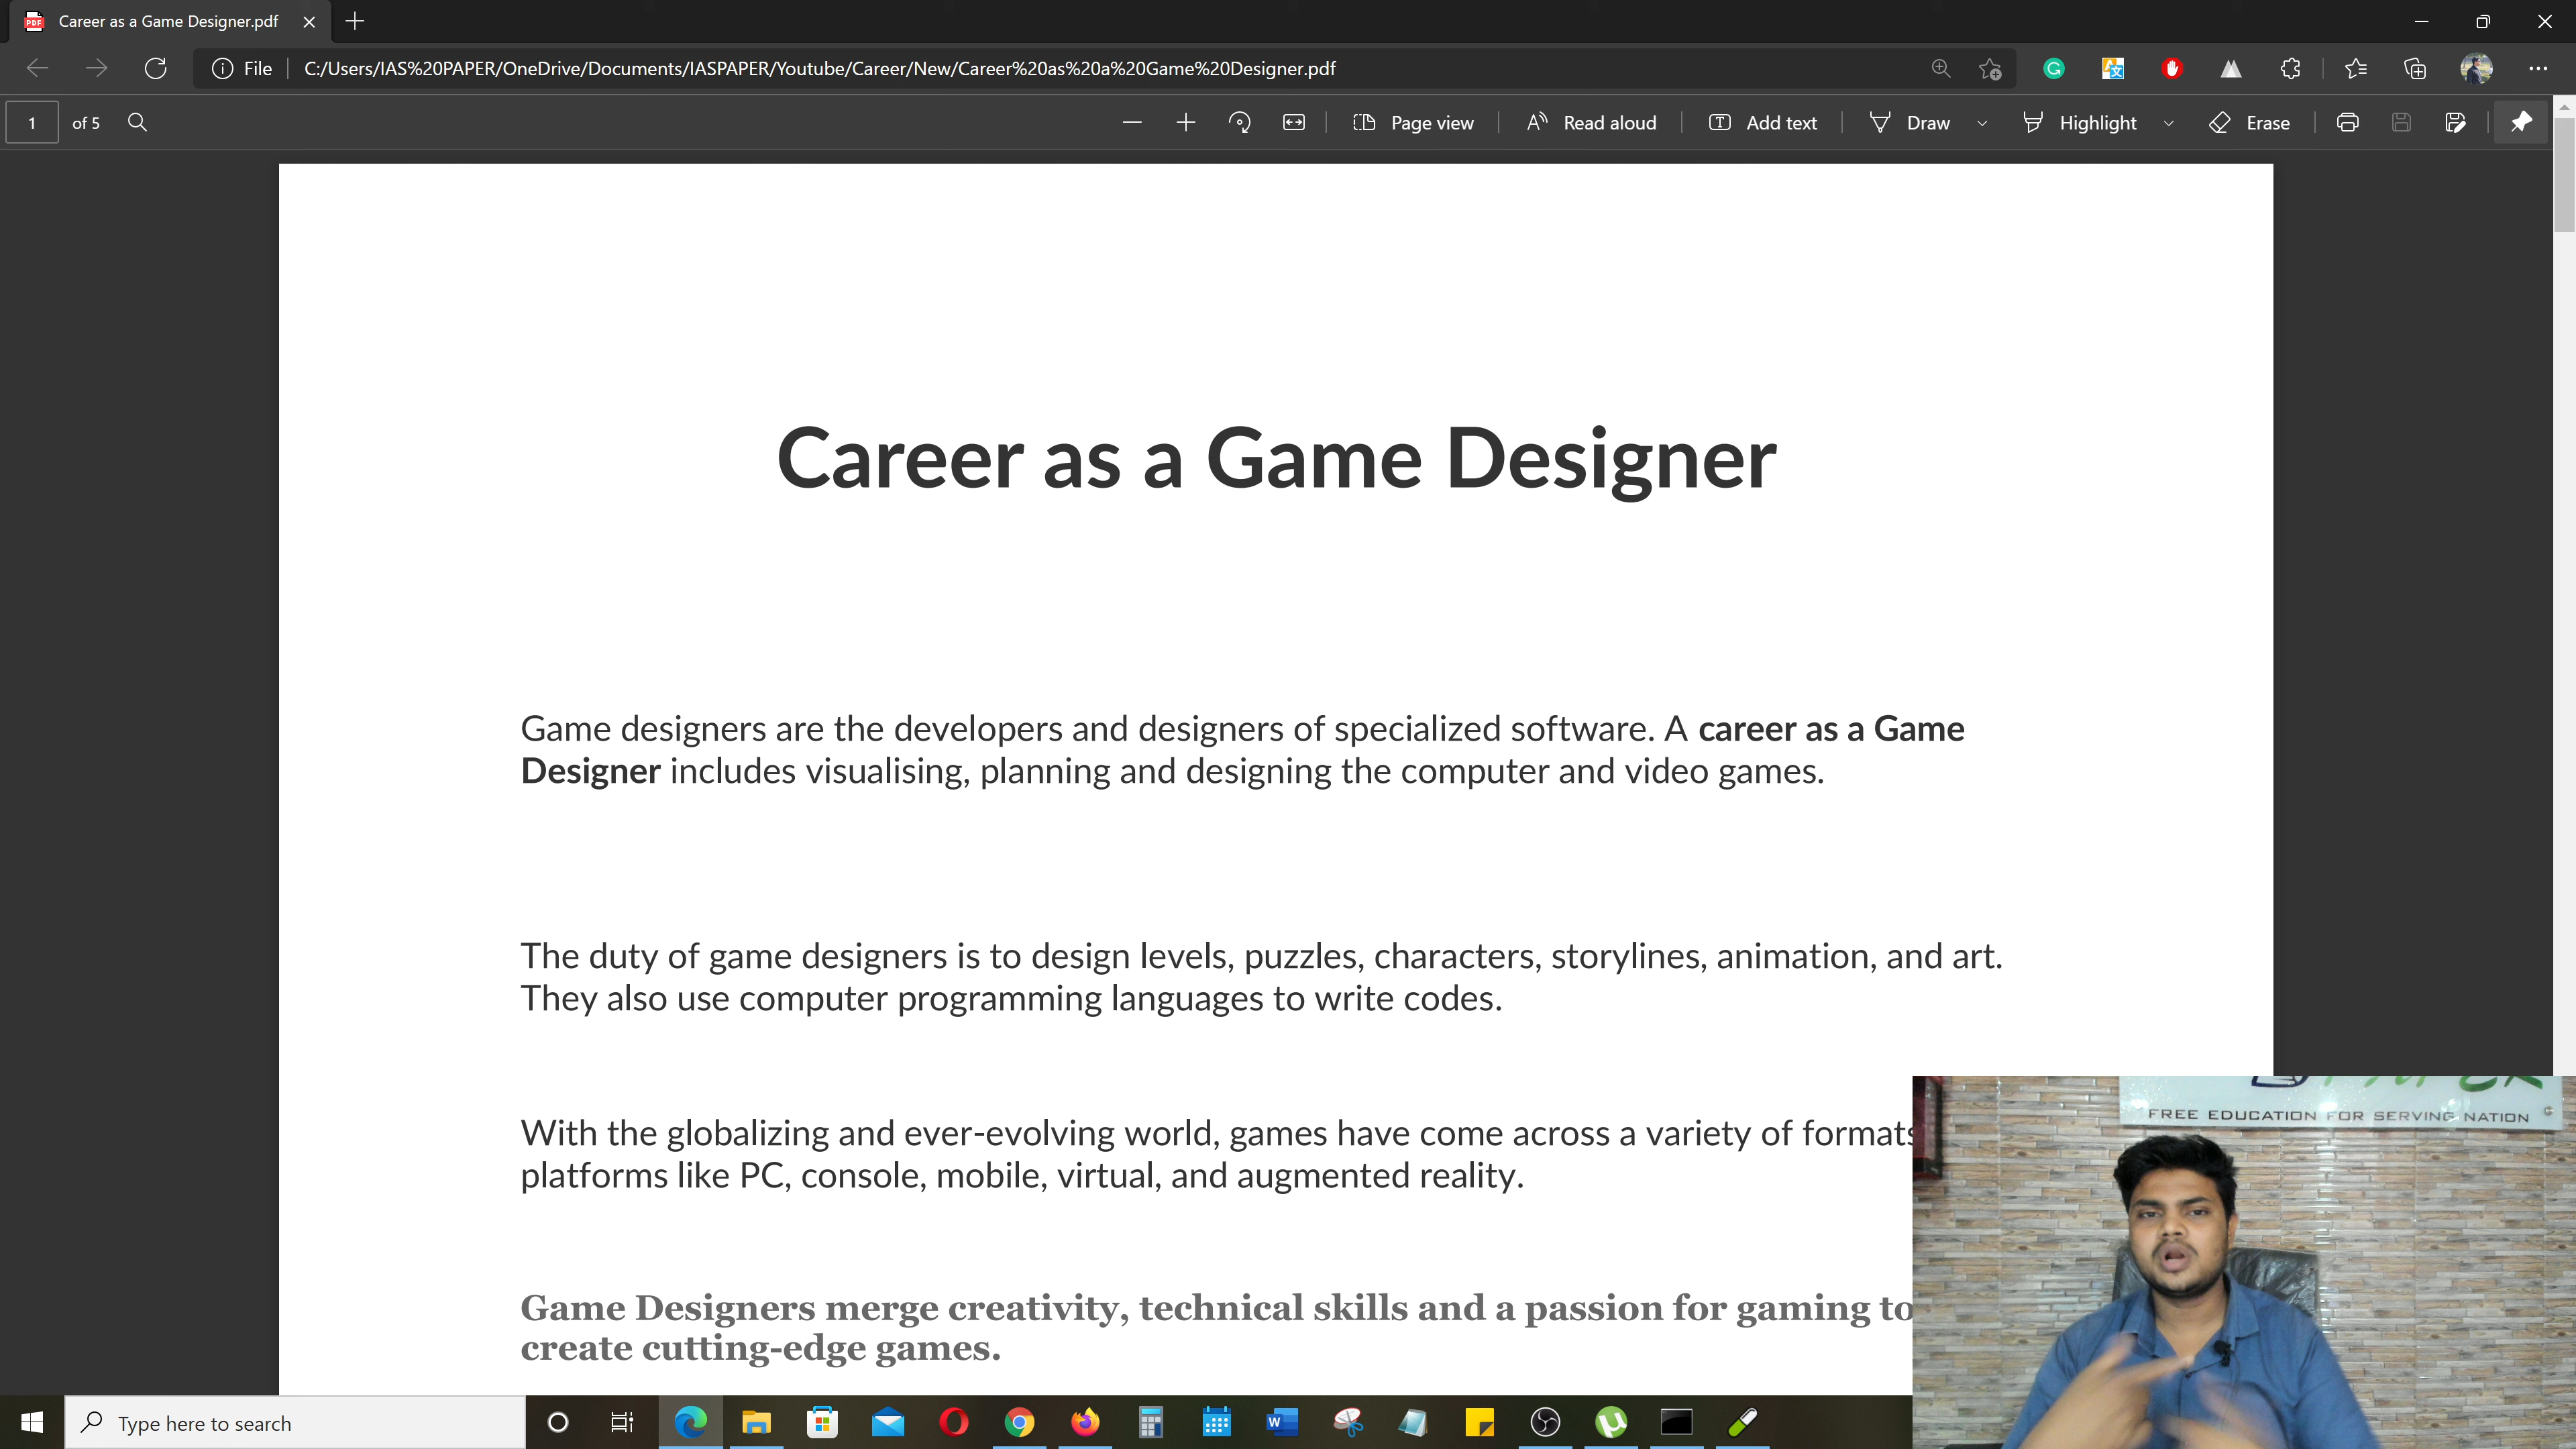 Career as a Game Designer.pdf
File
C:/Users/IAS%20PAPER/OneDrive/Documents/IASPAPER/Youtube/Career/New/Career%20as%20a%20Game%20Designer.pdf
1 of 5
Page view
Read aloud
Add text
Draw
Highlight
Erase
Career as a Game Designer
Game designers are the developers and designers of specialized software. A career as a Game
Designer includes visualising, planning and designing the computer and video games.
The duty of game designers is to design levels, puzzles, characters, storylines, animation, and art.
They also use computer programming languages to write codes.
With the globalizing and ever-evolving world, games have come across a variety of formats
platforms like PC, console, mobile, virtual, and augmented reality.
Game Designers merge creativity, technical skills and a passion for gaming to
create cutting-edge games.
FREE EDUCATION FOR SERVING NATION
Type here to search